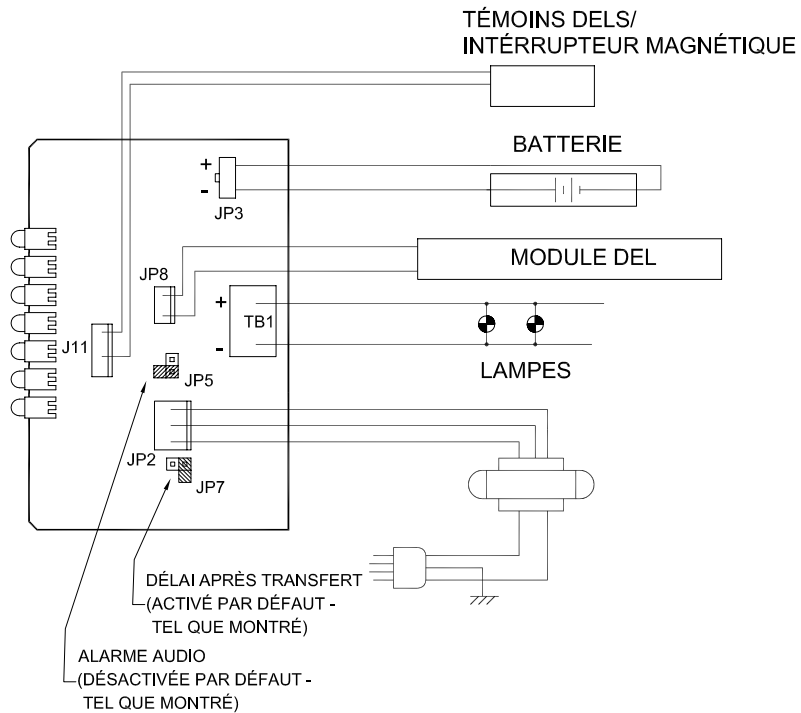 TÉMOINS DELS/
INTÉRRUPTEUR MAGNÉTIQUE
BATTERIE
+
-
JP3
MODULE DEL
JP8
+
TB1
-
J11
LAMPES
JP5
JP2
JP7
DÉLAI APRÈS TRANSFERT
(ACTIVÉ PAR DÉFAUT -
TEL QUE MONTRÉ)
ALARME AUDIO
(DÉSACTIVÉE PAR DÉFAUT -
TEL QUE MONTRÉ)